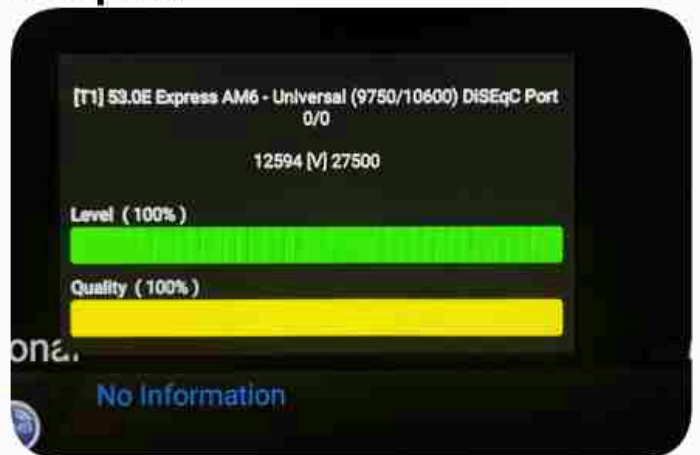 [T1] 53.0E Express AM6 - Universal (9750/10600) DiSEqC Port
0/0
12594 [V] 27500
Level ( 100% )
Quality ( 100% )
No Information